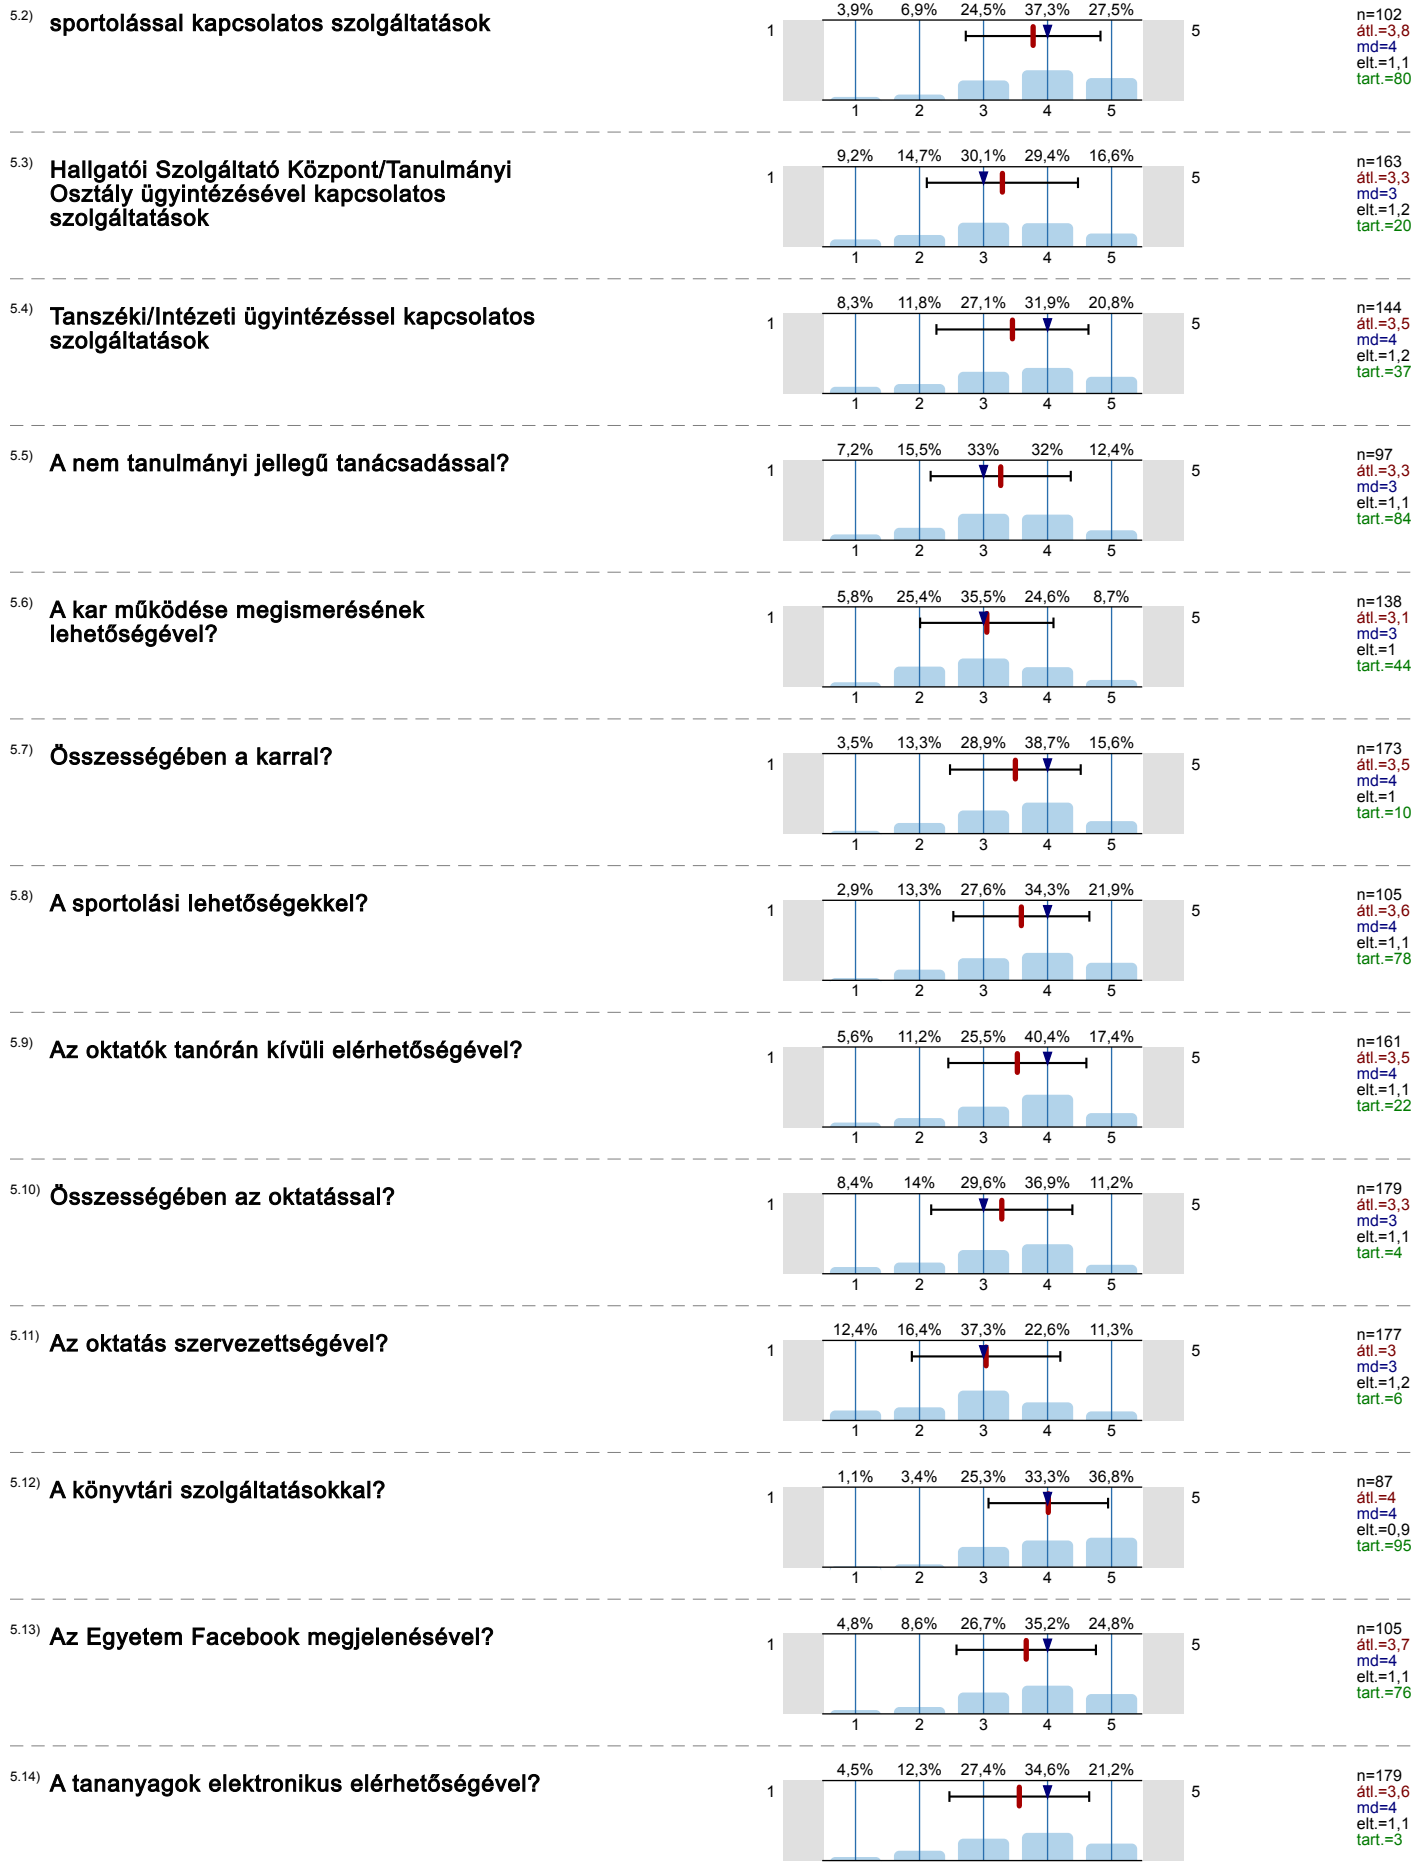 5.2) sportolással kapcsolatos szolgáltatások
3,9% 6,9% 24,5% 37,3% 27,5%
1 5
1 2 3 4 5
n=102
átl.=3,8
md=4
elt.=1,1
tart.=80
5.3) Hallgatói Szolgáltató Központ/Tanulmányi
Osztály ügyintézésével kapcsolatos
szolgáltatások
9,2% 14,7% 30,1% 29,4% 16,6%
1 5
1 2 3 4 5
n=163
átl.=3,3
md=3
elt.=1,2
tart.=20
5.4) Tanszéki/Intézeti ügyintézéssel kapcsolatos
szolgáltatások
8,3% 11,8% 27,1% 31,9% 20,8%
1 5
1 2 3 4 5
n=144
átl.=3,5
md=4
elt.=1,2
tart.=37
5.5) A nem tanulmányi jellegű tanácsadással?
7,2% 15,5% 33% 32% 12,4%
1 5
1 2 3 4 5
n=97
átl.=3,3
md=3
elt.=1,1
tart.=84
5.6) A kar működése megismerésének
lehetőségével?
5,8% 25,4% 35,5% 24,6% 8,7%
1 5
1 2 3 4 5
n=138
átl.=3,1
md=3
elt.=1
tart.=44
5.7) Összességében a karral?
3,5% 13,3% 28,9% 38,7% 15,6%
1 5
1 2 3 4 5
n=173
átl.=3,5
md=4
elt.=1
tart.=10
5.8) A sportolási lehetőségekkel?
2,9% 13,3% 27,6% 34,3% 21,9%
1 5
1 2 3 4 5
n=105
átl.=3,6
md=4
elt.=1,1
tart.=78
5.9) Az oktatók tanórán kívüli elérhetőségével?
5,6% 11,2% 25,5% 40,4% 17,4%
1 5
1 2 3 4 5
n=161
átl.=3,5
md=4
elt.=1,1
tart.=22
5.10) Összességében az oktatással?
8,4% 14% 29,6% 36,9% 11,2%
1 5
1 2 3 4 5
n=179
átl.=3,3
md=3
elt.=1,1
tart.=4
5.11) Az oktatás szervezettségével?
12,4% 16,4% 37,3% 22,6% 11,3%
1 5
1 2 3 4 5
n=177
átl.=3
md=3
elt.=1,2
tart.=6
5.12) A könyvtári szolgáltatásokkal?
1,1% 3,4% 25,3% 33,3% 36,8%
1 5
1 2 3 4 5
n=87
átl.=4
md=4
elt.=0,9
tart.=95
5.13) Az Egyetem Facebook megjelenésével?
4,8% 8,6% 26,7% 35,2% 24,8%
1 5
1 2 3 4 5
n=105
átl.=3,7
md=4
elt.=1,1
tart.=76
5.14) A tananyagok elektronikus elérhetőségével?
4,5% 12,3% 27,4% 34,6% 21,2%
1 5
n=179
átl.=3,6
md=4
elt.=1,1
tart.=3